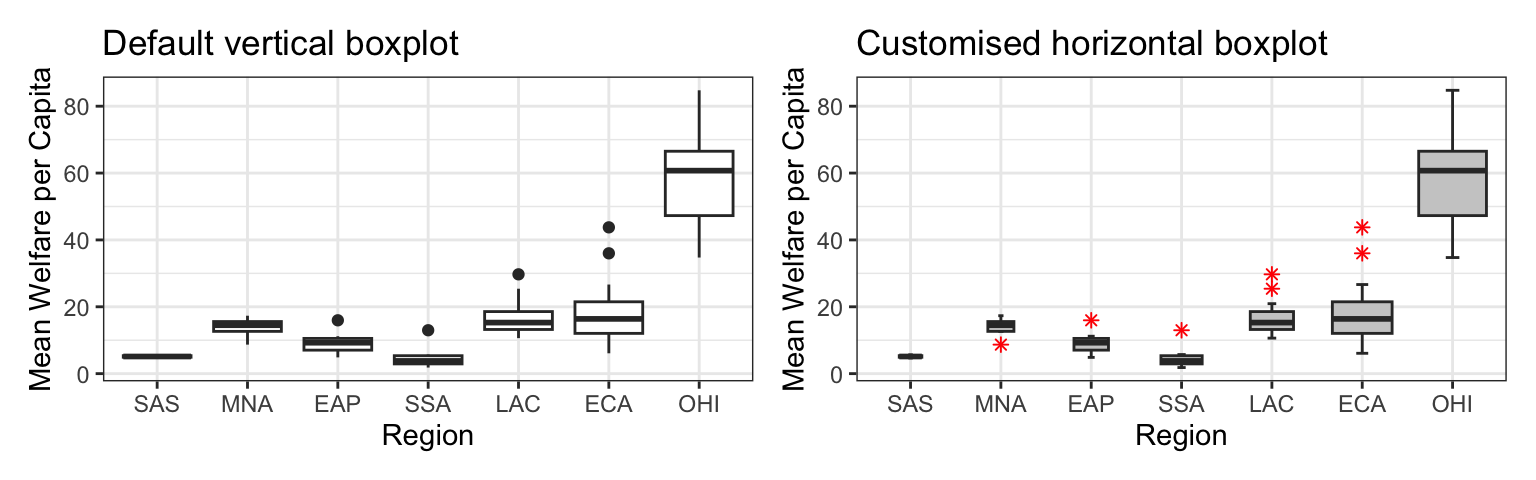 Default vertical boxplot
Mean Welfare per Capita
80
60
40
20
0
SAS MNA EAP SSA LAC ECA OHI
Region
Customised horizontal boxplot
Mean Welfare per Capita
80
60
40
20
0
SAS MNA EAP SSA LAC ECA OHI
Region